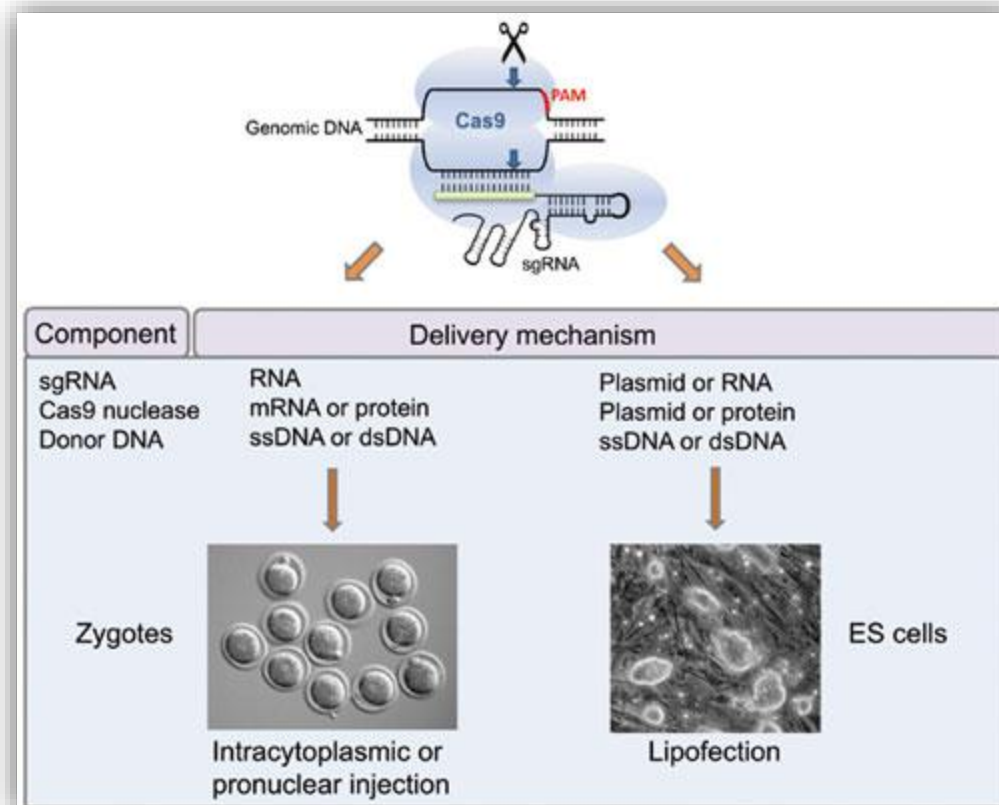 PAM
Genomic DNA
Cas9
sgRNA
Component
Delivery mechanism
sgRNA
Cas9 nuclease
Donor DNA
RNA
mRNA or protein
ssDNA or dsDNA
Plasmid or RNA
Plasmid or protein
ssDNA or dsDNA
Zygotes
ES cells
Intracytoplasmic or
pronuclear injection
Lipofection